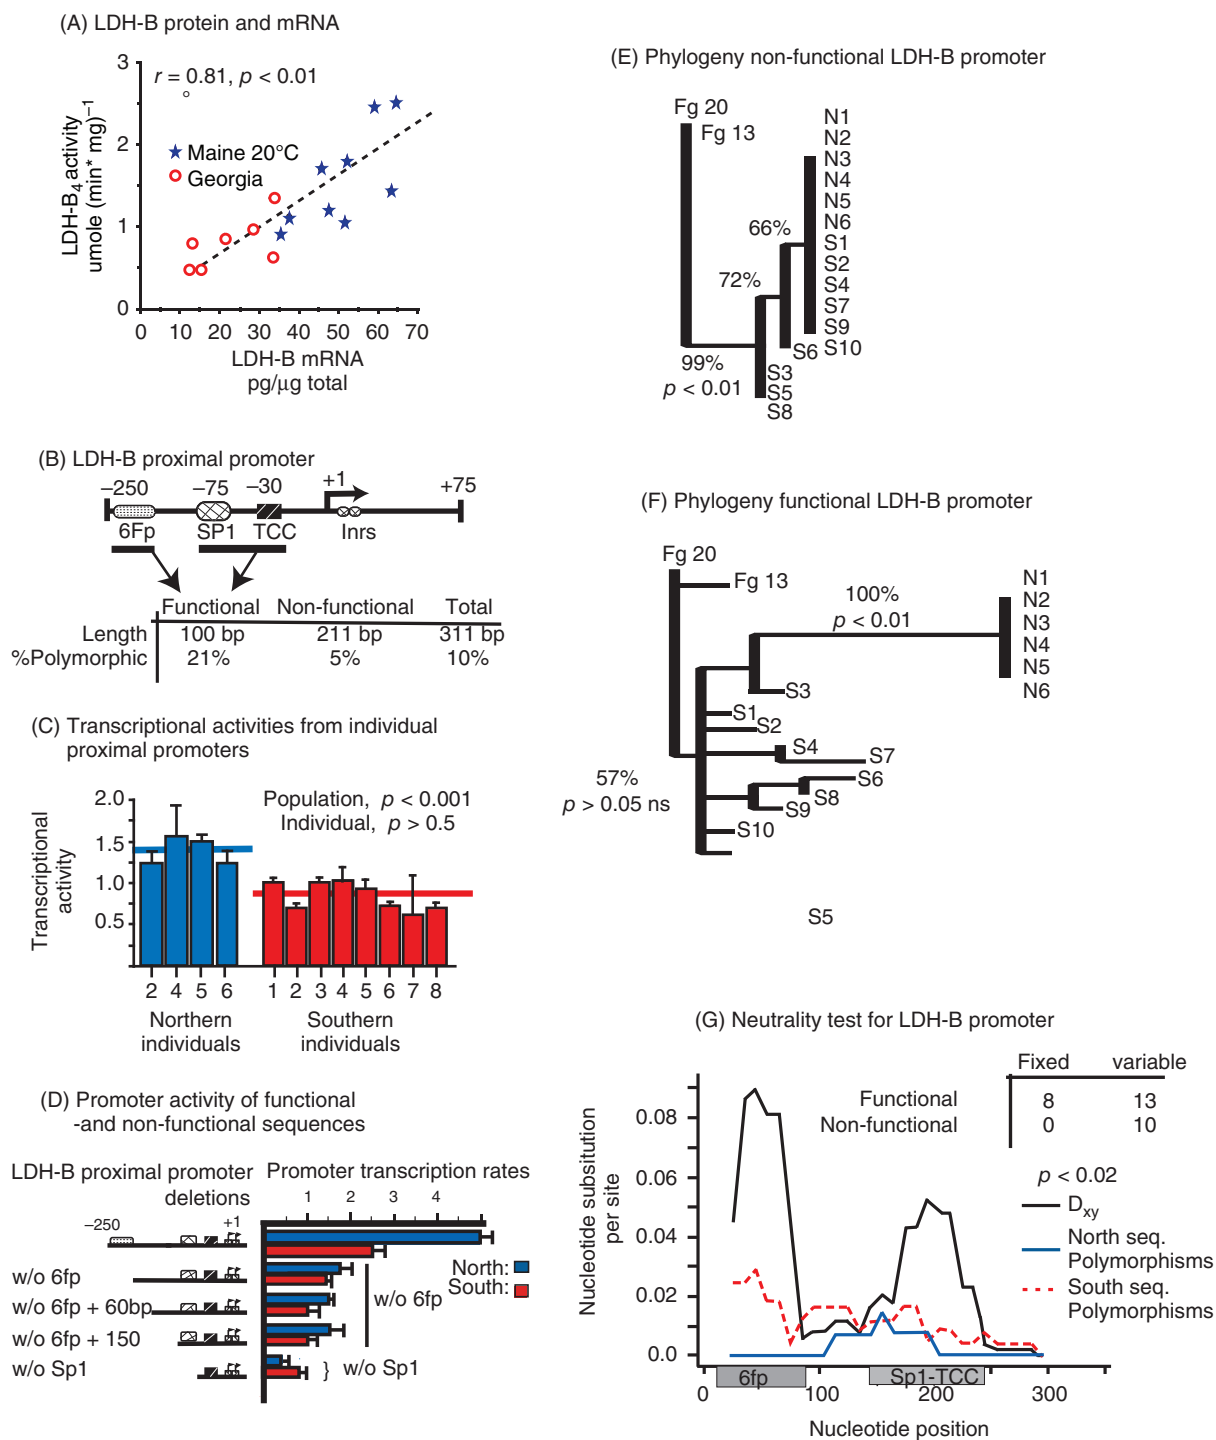 (A) LDH-B protein and mRNA
r = 0.81, p < 0.01
Maine 20°C
Georgia
LDH-B4 activity
umole (min* mg)−1
3
2
1
0
0 10 20 30 40 50 60 70
LDH-B mRNA
pg/µg total
(B) LDH-B proximal promoter
−250 −75 −30 +1 +75
6Fp SP1 TCC Inrs
Functional Non-functional Total
Length 100 bp 211 bp 311 bp
%Polymorphic 21% 5% 10%
(C) Transcriptional activities from individual
proximal promoters
Population, p < 0.001
Individual, p > 0.5
Transcriptional
activity
2.0
1.5
1.0
0.5
2 4 5 6 1 2 3 4 5 6 7 8
Northern
individuals
Southern
individuals
(D) Promoter activity of functional
-and non-functional sequences
LDH-B proximal promoter
deletions
Promoter transcription rates
1 2 3 4
−250 +1
w/o 6fp
w/o 6fp + 60bp
w/o 6fp + 150
w/o Sp1
North:
South:
w/o 6fp
} w/o Sp1
(E) Phylogeny non-functional LDH-B promoter
Fg 20
Fg 13
N1
N2
N3
N4
N5
N6
S1
S2
S4
S7
S9
S10
66%
72%
S6
99%
p < 0.01
S3
S5
S8
(F) Phylogeny functional LDH-B promoter
Fg 20
Fg 13
100%
p < 0.01
N1
N2
N3
N4
N5
N6
S3
S1
S2
S4
S7
S6
S8
S9
S10
57%
p > 0.05 ns
S5
(G) Neutrality test for LDH-B promoter
Fixed variable
Functional 8 13
Non-functional 0 10
p < 0.02
Dxy
North seq.
Polymorphisms
South seq.
Polymorphisms
Nucleotide subsitution
per site
0.08
0.06
0.04
0.02
0.0
6fp Sp1-TCC
0 100 200 300
Nucleotide position